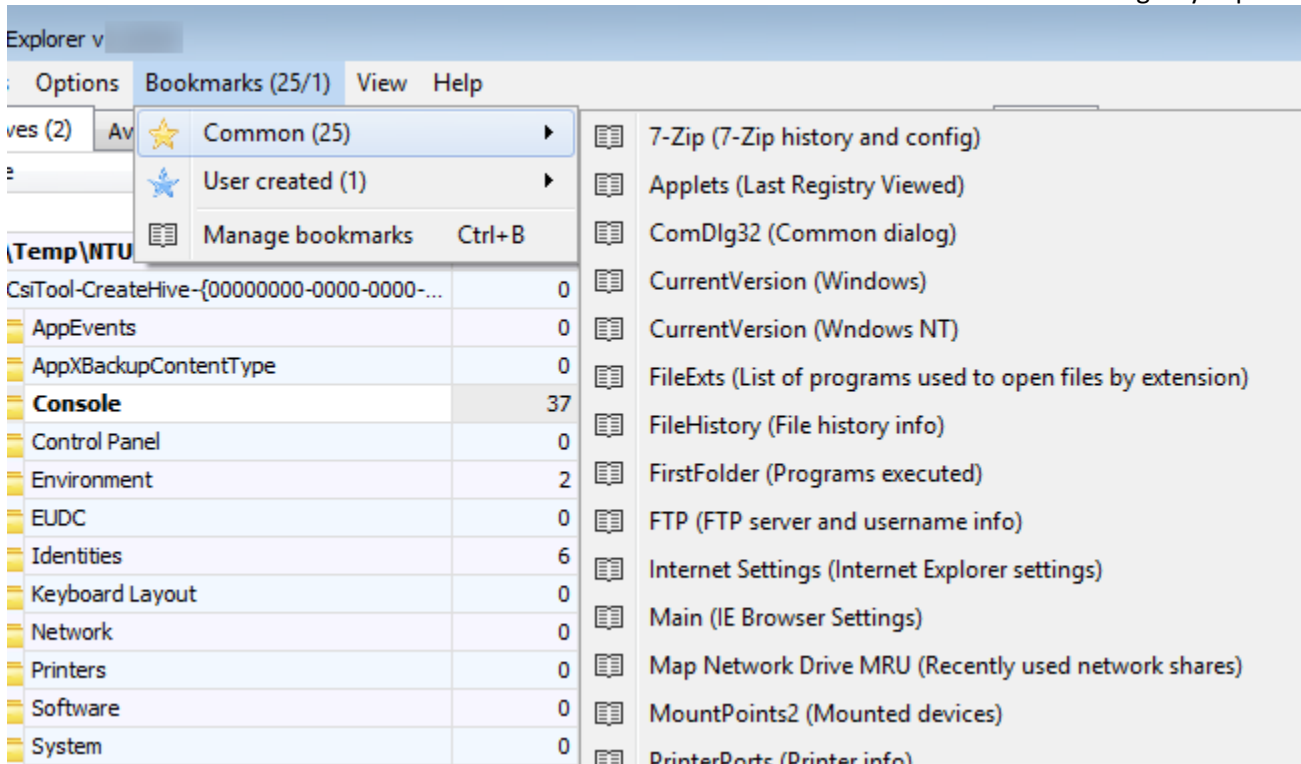 Explorer v
Options Bookmarks (25/1) View Help
ves (2) Av
Common (25)
User created (1)
Manage bookmarks Ctrl+B
\Temp\NTU
CsiTool-CreateHive-{00000000-0000-0000-... 0
AppEvents 0
AppXBackupContentType 0
Console 37
Control Panel 0
Environment 2
EUDC 0
Identities 6
Keyboard Layout 0
Network 0
Printers 0
Software 0
System 0
7-Zip (7-Zip history and config)
Applets (Last Registry Viewed)
ComDlg32 (Common dialog)
CurrentVersion (Windows)
CurrentVersion (Wndows NT)
FileExts (List of programs used to open files by extension)
FileHistory (File history info)
FirstFolder (Programs executed)
FTP (FTP server and username info)
Internet Settings (Internet Explorer settings)
Main (IE Browser Settings)
Map Network Drive MRU (Recently used network shares)
MountPoints2 (Mounted devices)
PrinterPorts (Printer info)